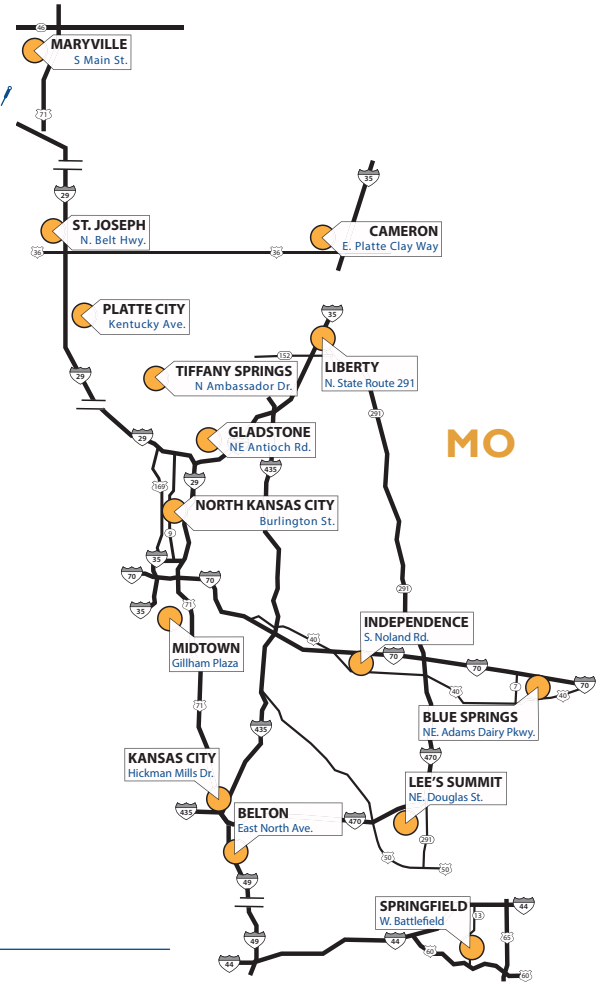 46
MARYVILLE
S Main St.
71
29
35
ST. JOSEPH
N. Belt Hwy.
CAMERON
E. Platte Clay Way
36
36
PLATTE CITY
Kentucky Ave.
35
152
TIFFANY SPRINGS
N Ambassador Dr.
LIBERTY
N. State Route 291
29
291
GLADSTONE
NE Antioch Rd.
MO
29
435
29
169
NORTH KANSAS CITY
Burlington St.
9
35
70
70
291
71
35
INDEPENDENCE
S. Noland Rd.
40
MIDTOWN
Gillham Plaza
70
70
70
7
40
40
71
BLUE SPRINGS
NE. Adams Dairy Pkwy.
435
KANSAS CITY
Hickman Mills Dr.
470
LEE'S SUMMIT
NE. Douglas St.
435
BELTON
East North Ave.
470
291
50
50
49
SPRINGFIELD
W. Battlefield
44
13
49
44
65
60
44
60